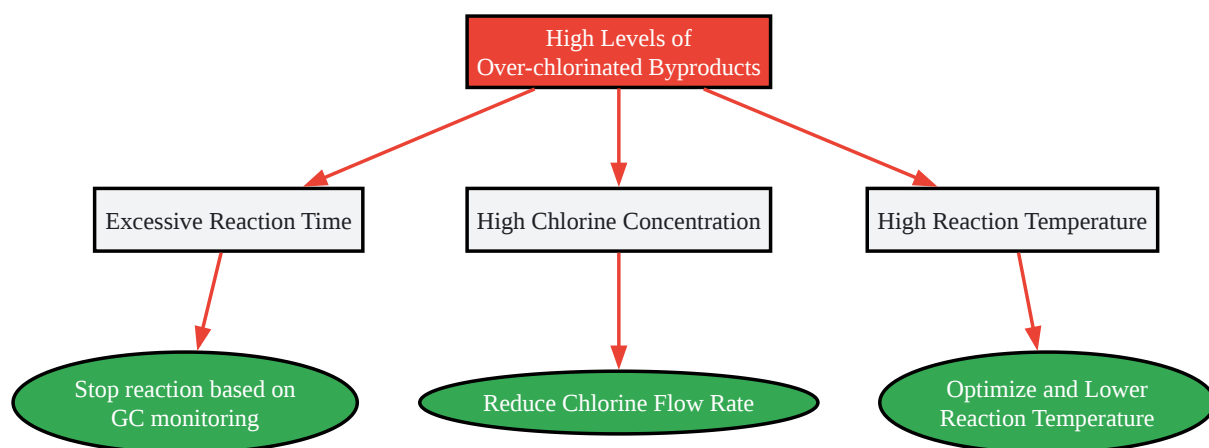 High Levels of
Over-chlorinated Byproducts
Excessive Reaction Time
High Chlorine Concentration
High Reaction Temperature
Stop reaction based on
GC monitoring
Reduce Chlorine Flow Rate
Optimize and Lower
Reaction Temperature